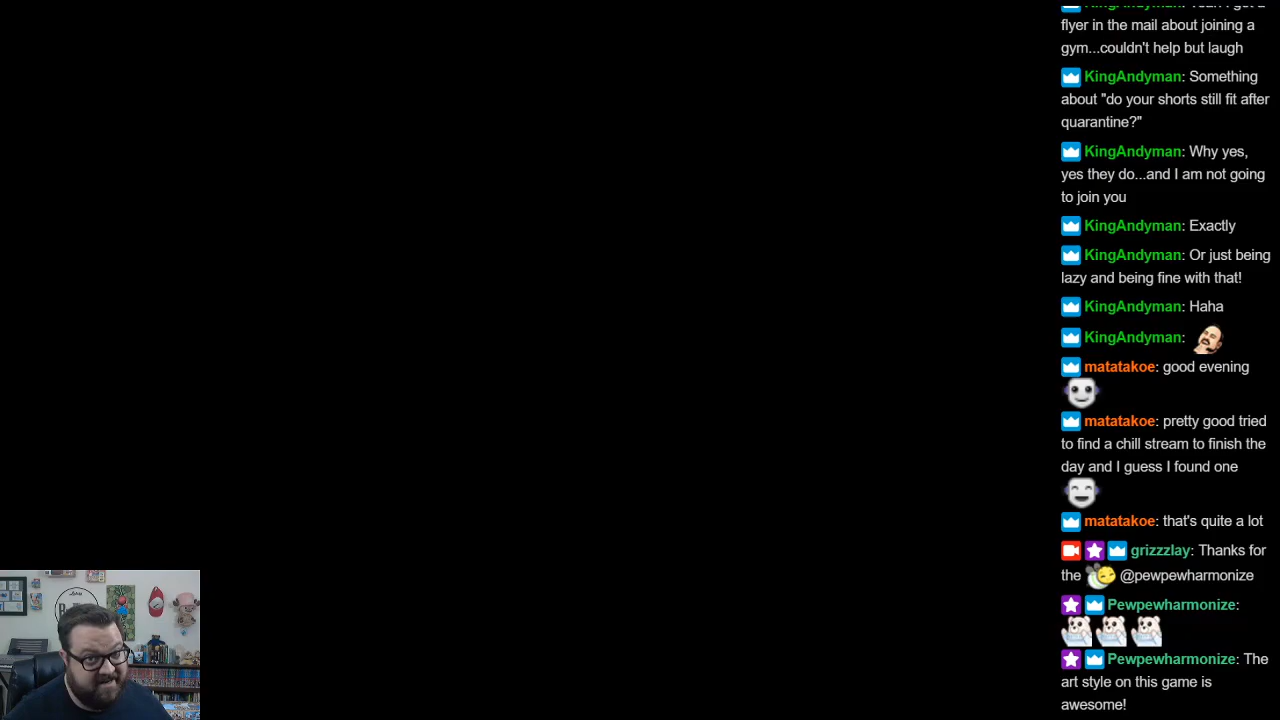 flyer in the mail about joining a
gym...couldn't help but laugh
KingAndyman: Something
about "do your shorts still fit after
quarantine?"
KingAndyman: Why yes,
yes they do...and I am not going
to join you
KingAndyman: Exactly
KingAndyman: Or just being
lazy and being fine with that!
KingAndyman: Haha
KingAndyman:
matatakoe: good evening
matatakoe: pretty good tried
to find a chill stream to finish the
day and I guess I found one
matatakoe: that's quite a lot
grizzzlay: Thanks for
the @pewpewharmonize
Pewpewharmonize:
Pewpewharmonize: The
art style on this game is
awesome!